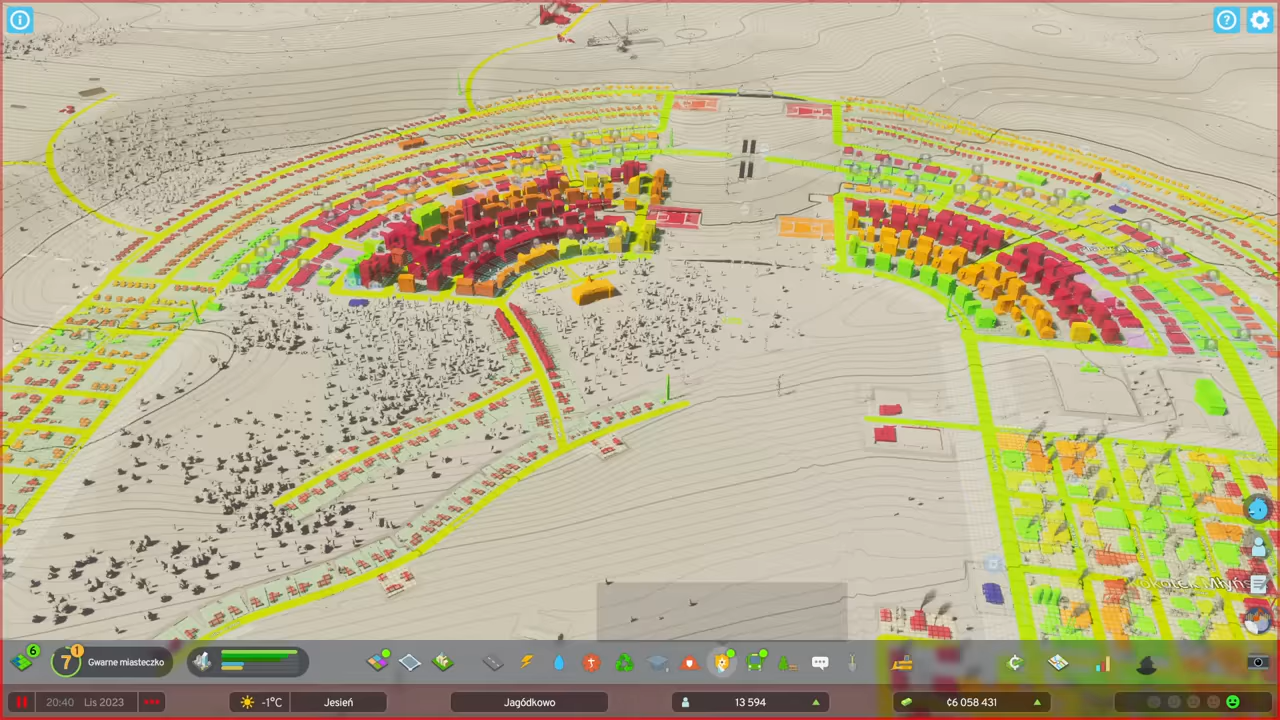 6
7
1
Gwarne miasteczko
20:40 Lis 2023
-1°C
Jesień
Jagódkowo
13 594
¢6 058 431